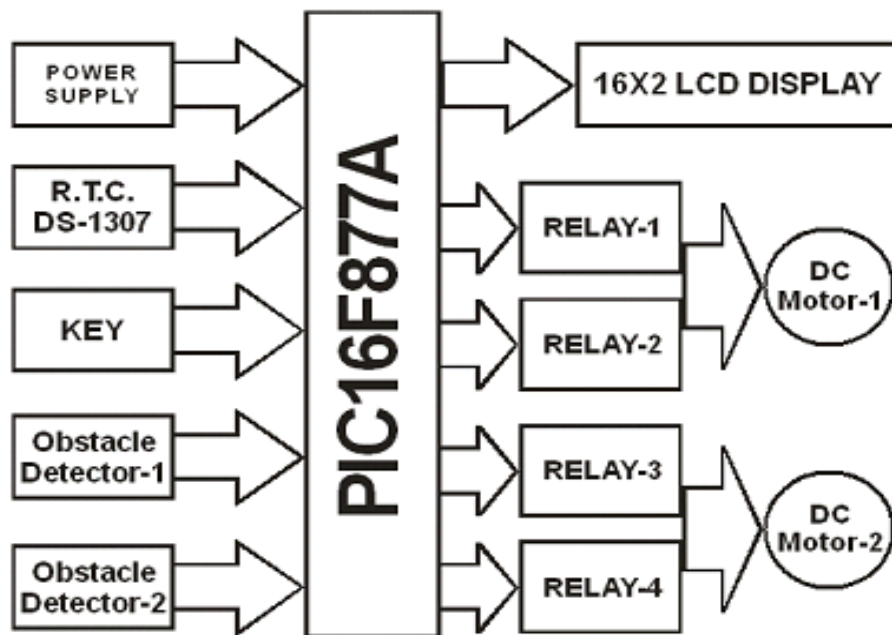 POWER
SUPPLY
R.T.C.
DS-1307
KEY
Obstacle
Detector-1
Obstacle
Detector-2
PIC16F877A
16X2 LCD DISPLAY
RELAY-1
RELAY-2
RELAY-3
RELAY-4
DC
Motor-1
DC
Motor-2